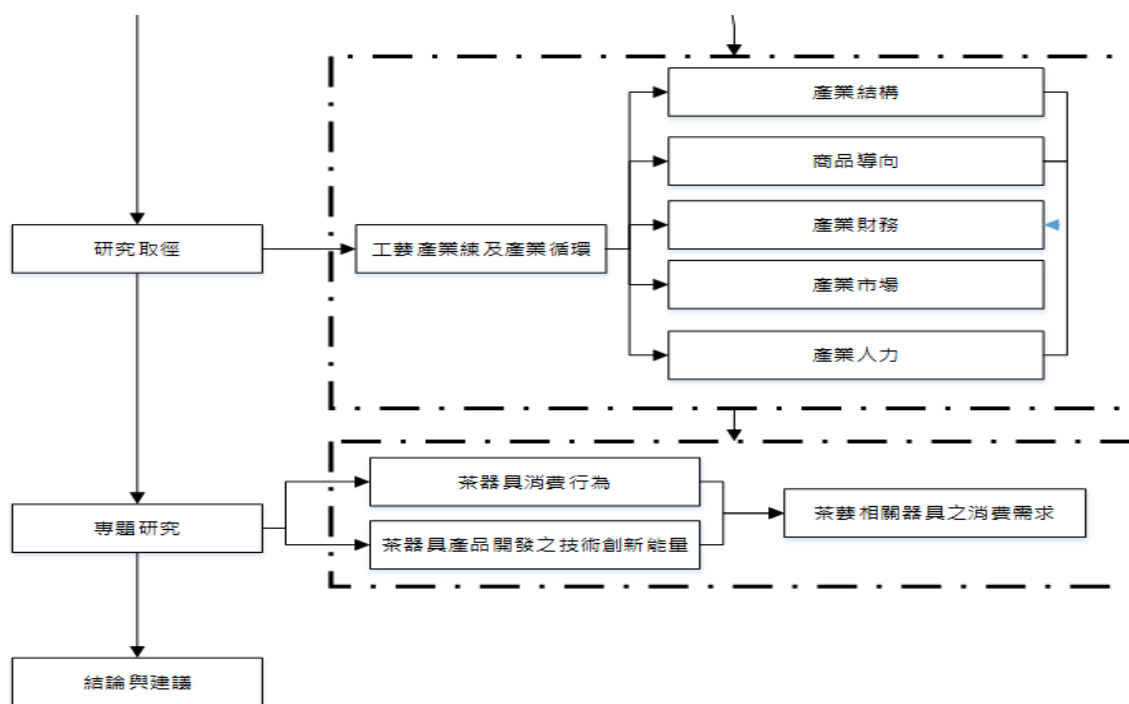 產業結構
商品導向
研究取徑
工藝產業練及產業循環
產業財務
產業市場
產業人力
茶器具消費行為
專題研究
茶器具產品開發之技術創新能量
茶藝相關器具之消費需求
結論與建議